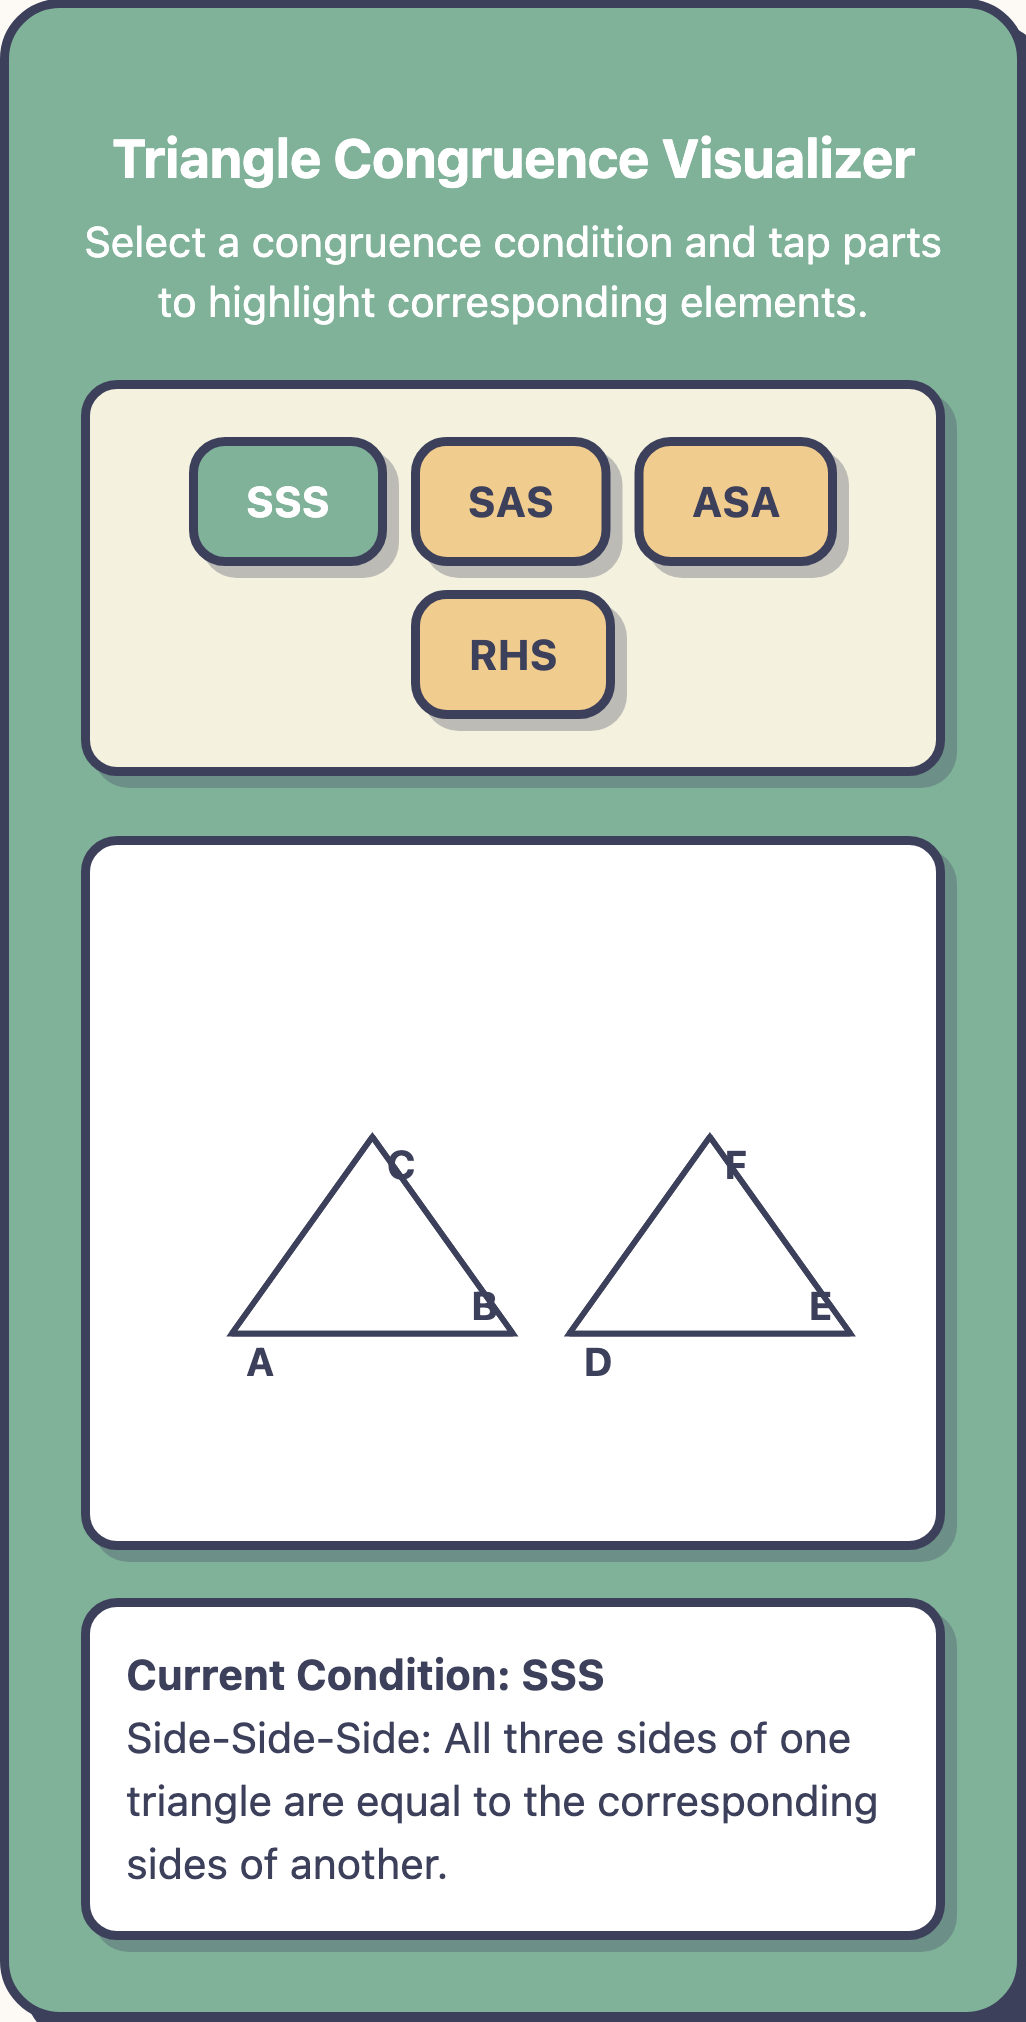 Triangle Congruence Visualizer
Select a congruence condition and tap parts
to highlight corresponding elements.
SSS
SAS
ASA
RHS
C
F
B
E
A
D
Current Condition: SSS
Side-Side-Side: All three sides of one
triangle are equal to the corresponding
sides of another.